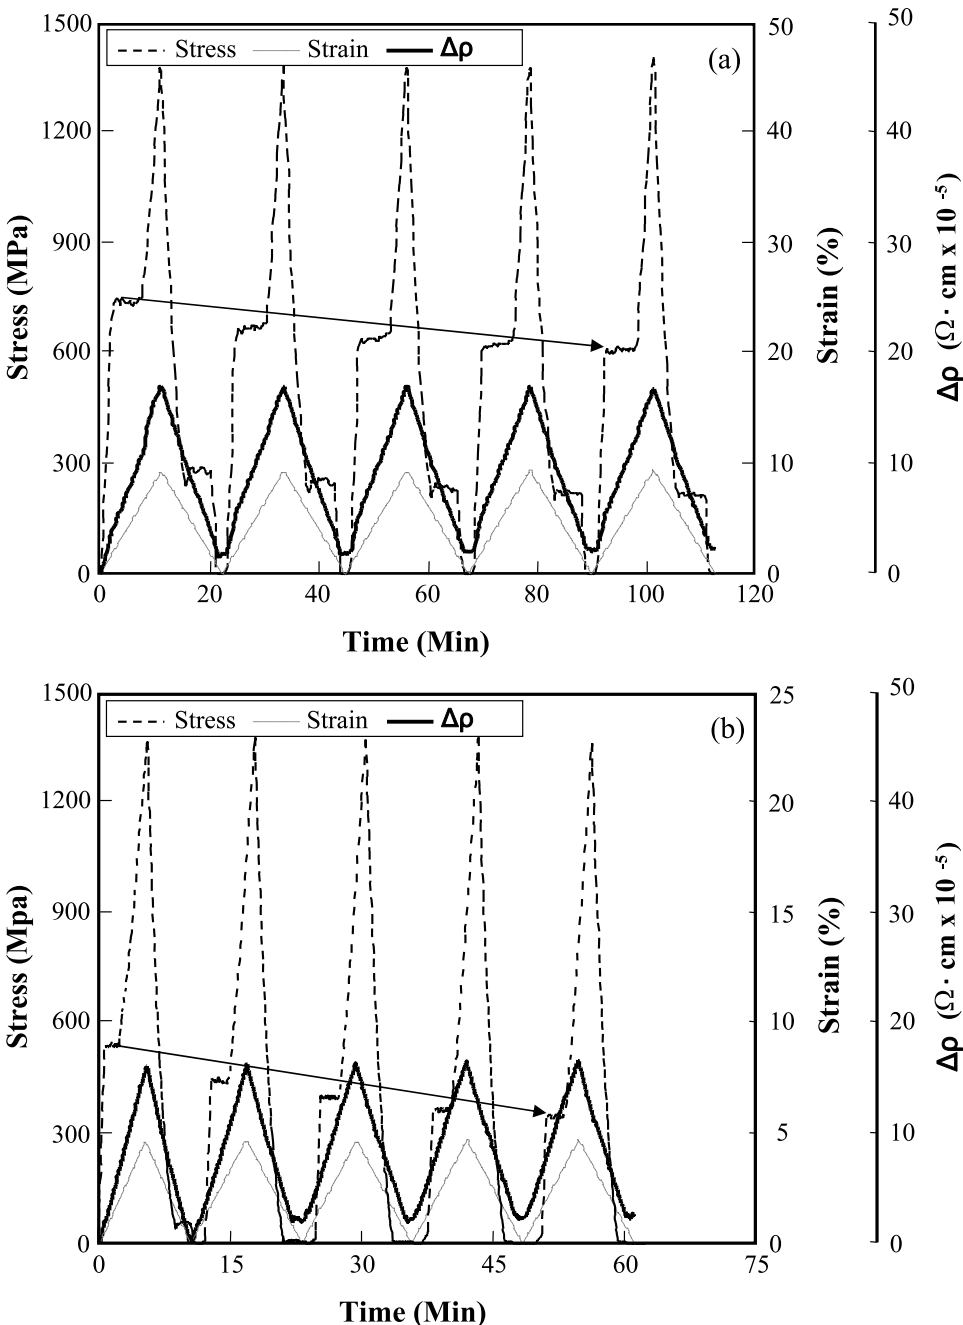 1500
1200
900
600
300
0
Stress (MPa)
Stress Strain Δρ
(a)
50
40
30
20
10
0
Strain (%)
50
40
30
20
10
0
Δρ (Ω· cm x 10 -5)
0 20 40 60 80 100 120
Time (Min)
1500
1200
900
600
300
0
Stress (Mpa)
Stress Strain Δρ
(b)
25
20
15
10
5
0
Strain (%)
50
40
30
20
10
0
Δρ (Ω· cm x 10 -5)
0 15 30 45 60 75
Time (Min)